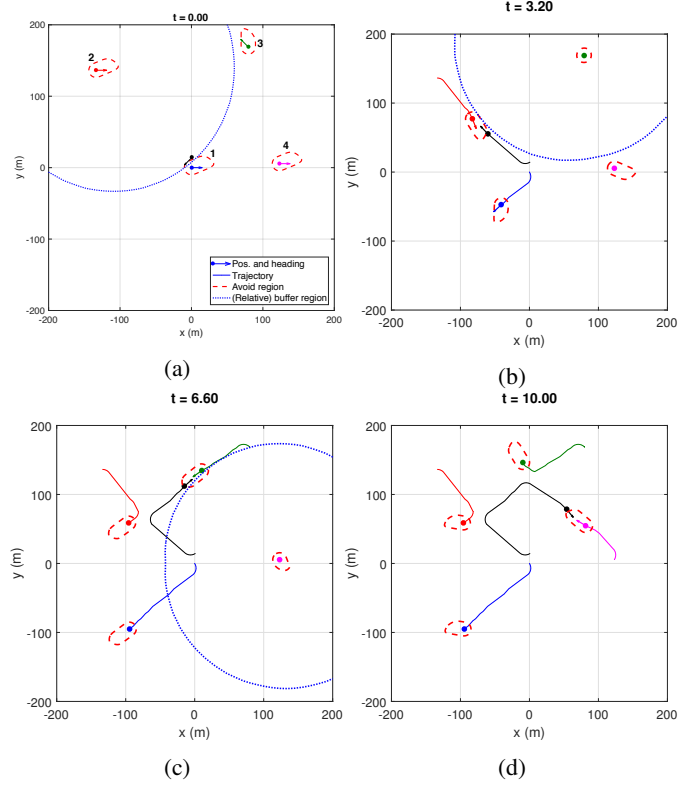 t = 0.00
200
100
0
-100
-200
y (m)
-200
-100
0
100
200
x (m)
1
2
3
4
Pos. and heading
Trajectory
Avoid region
(Relative) buffer region
(a)
t = 3.20
200
100
0
-100
-200
y (m)
-200
-100
0
100
200
x (m)
(b)
t = 6.60
200
100
0
-100
-200
y (m)
-200
-100
0
100
200
x (m)
(c)
t = 10.00
200
100
0
-100
-200
y (m)
-200
-100
0
100
200
x (m)
(d)